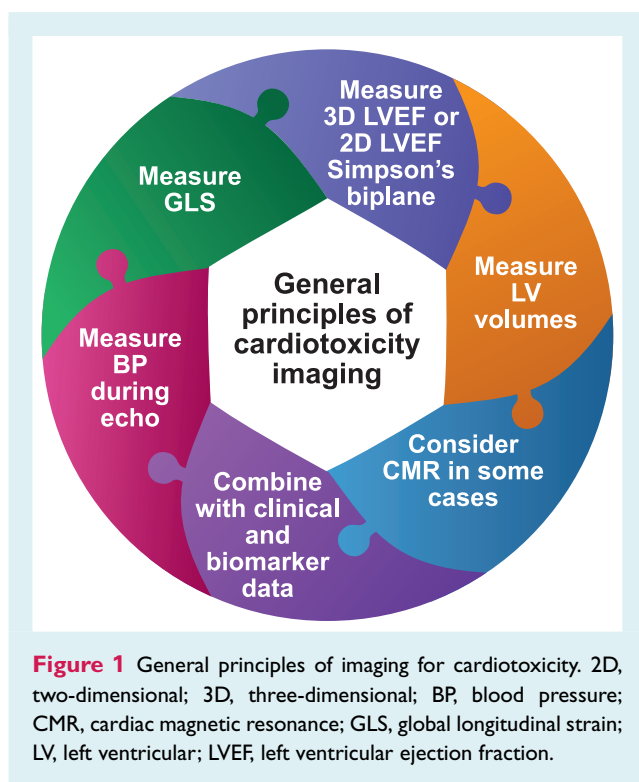 Measure
3D LVEF or
2D LVEF
Simpson's
biplane
Measure
LV
volumes
Consider
CMR in some
cases
Combine
with clinical
and
biomarker
data
Measure
BP
during
echo
Measure
GLS
General
principles of
cardiotoxicity
imaging
Figure 1 General principles of imaging for cardiotoxicity. 2D,
two-dimensional; 3D, three-dimensional; BP, blood pressure;
CMR, cardiac magnetic resonance; GLS, global longitudinal strain;
LV, left ventricular; LVEF, left ventricular ejection fraction.